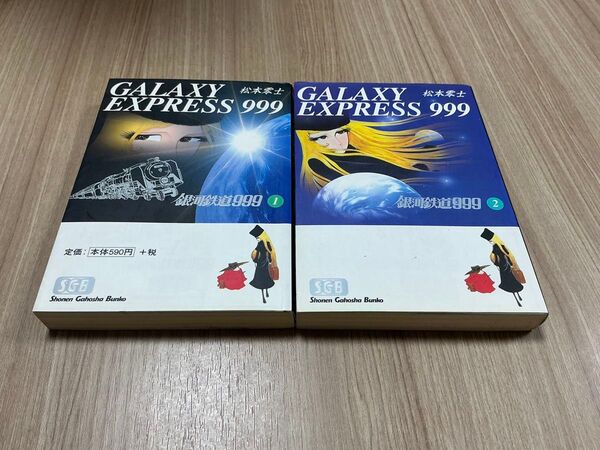 GALAXY
EXPRESS 999
松本零士
銀河鉄道999 1
定価:本体590円 +税
SGB
Shonen Gahosha Bunko
GALAXY
EXPRESS 999
松本零士
銀河鉄道999 2
SGB
Shonen Gahosha Bunko